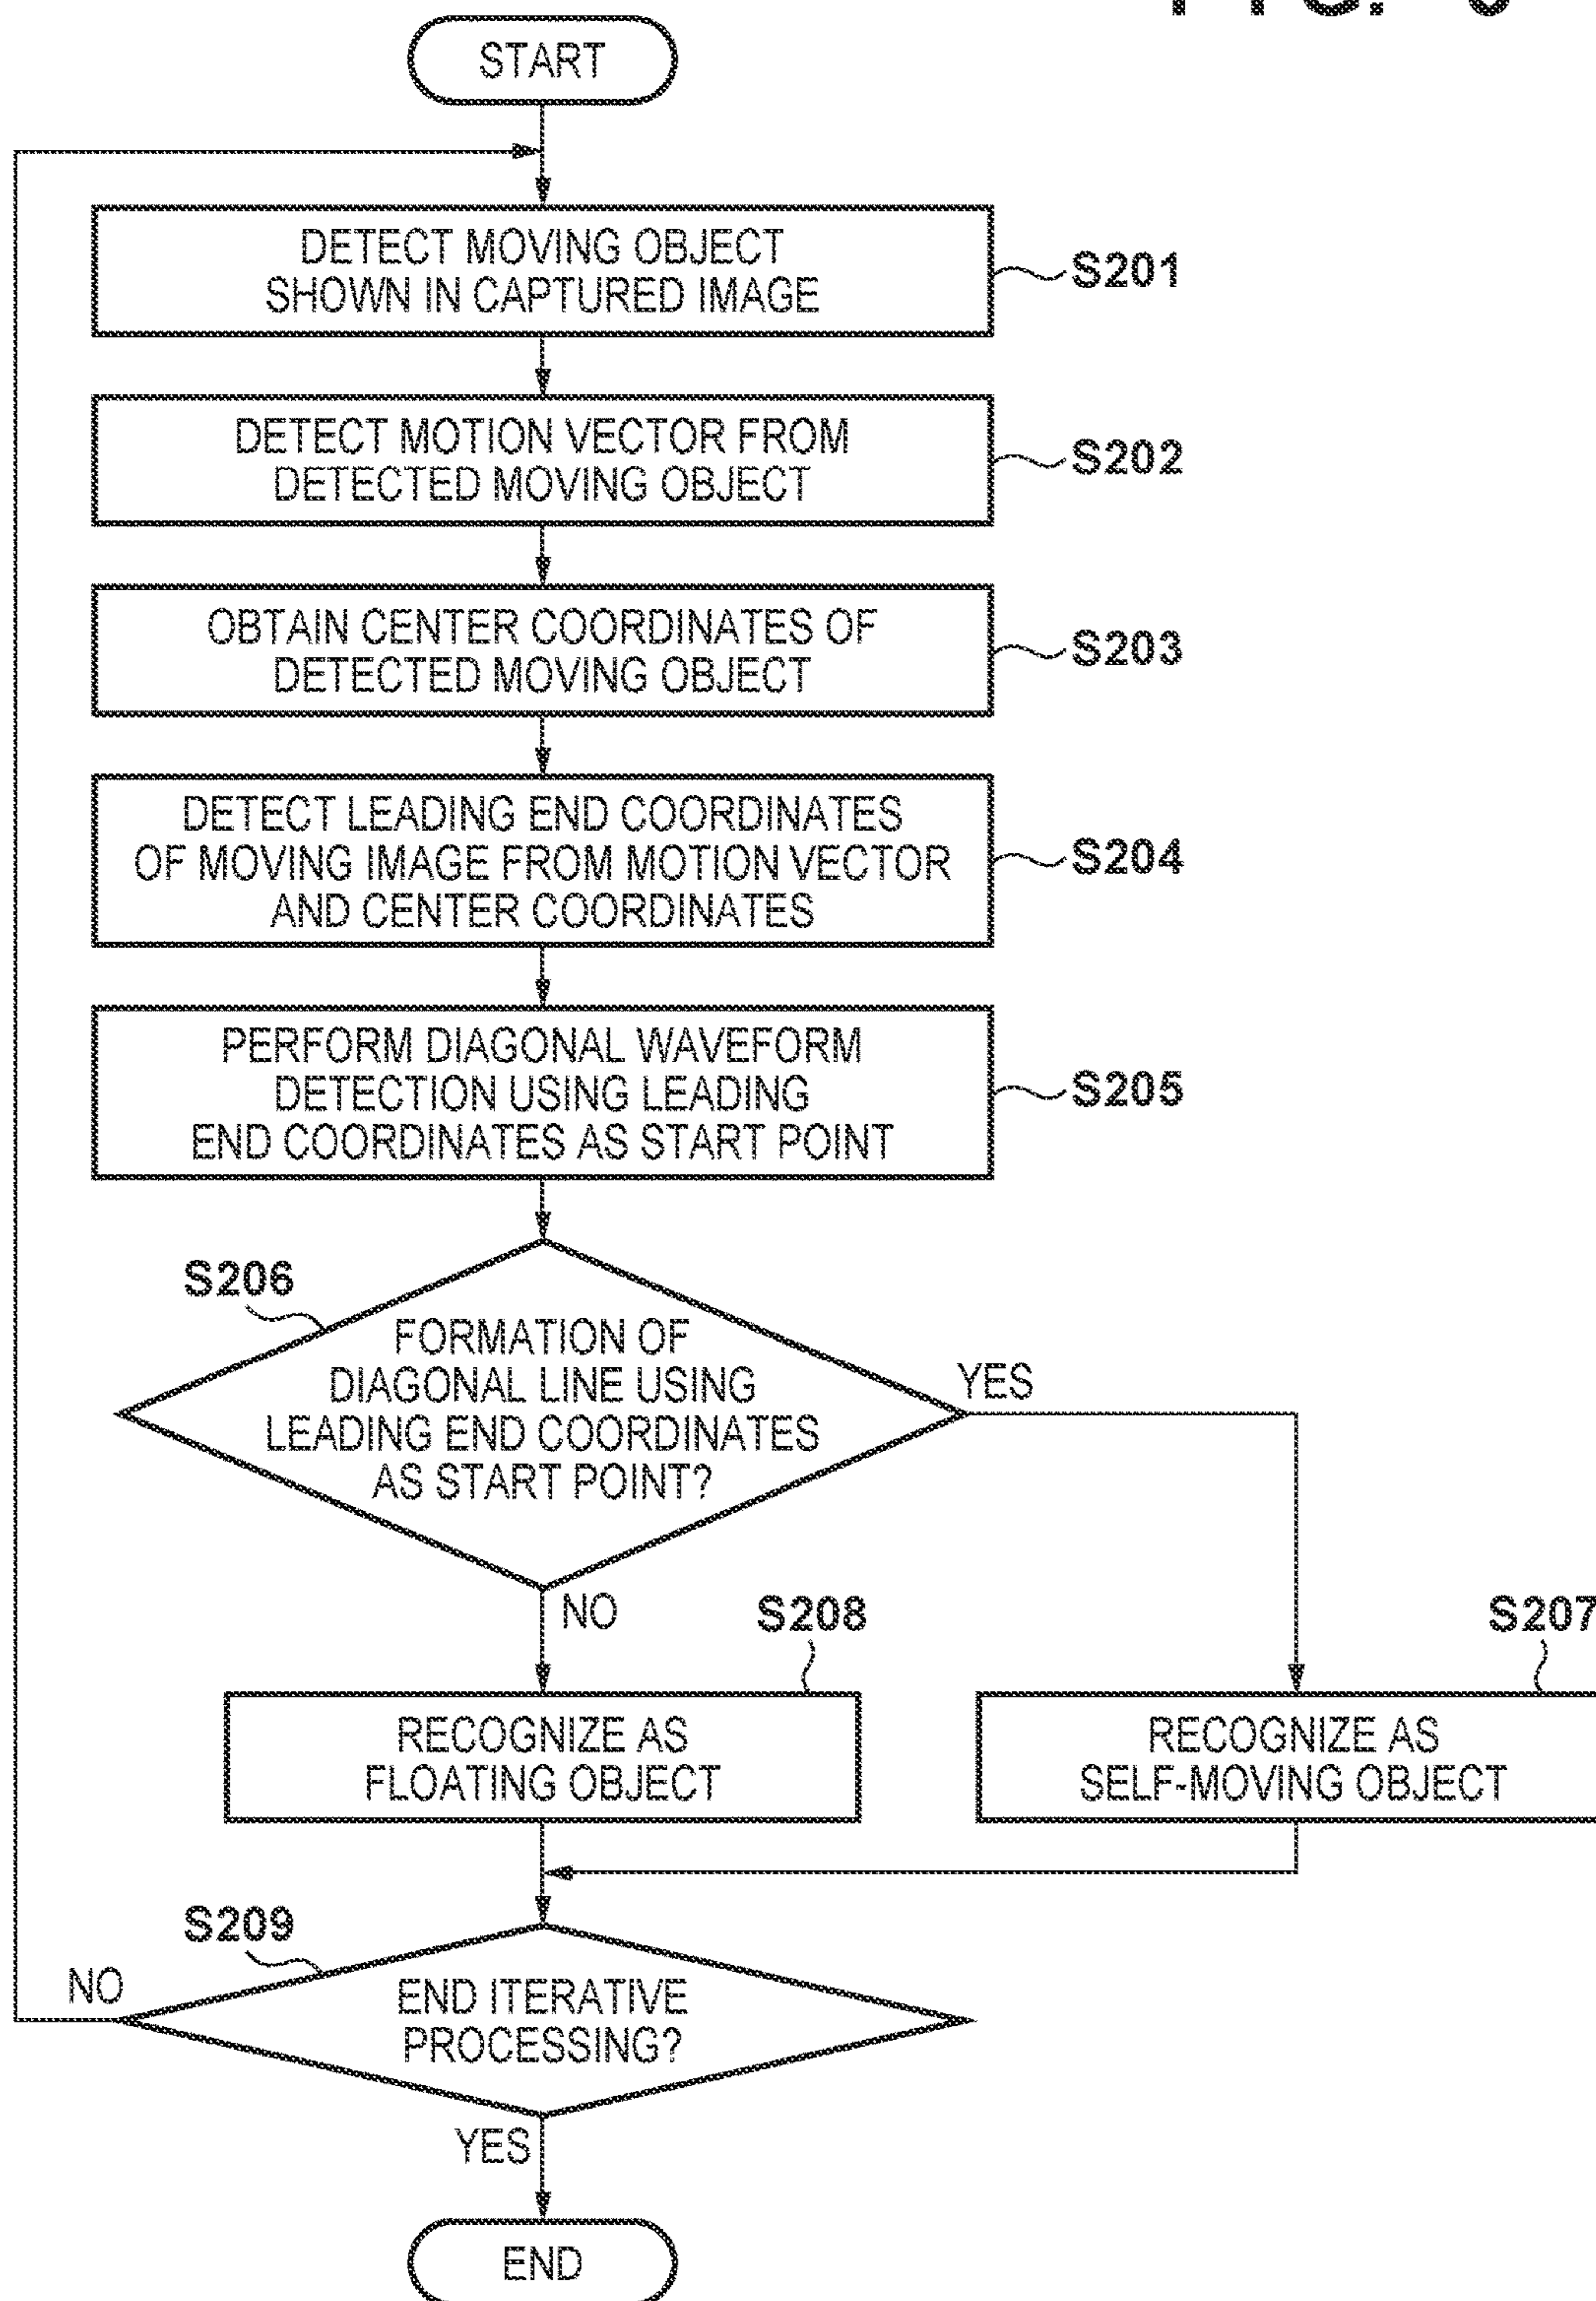 START
DETECT MOVING OBJECT
SHOWN IN CAPTURED IMAGE
S201
DETECT MOTION VECTOR FROM
DETECTED MOVING OBJECT
S202
OBTAIN CENTER COORDINATES OF
DETECTED MOVING OBJECT
S203
DETECT LEADING END COORDINATES
OF MOVING IMAGE FROM MOTION VECTOR
AND CENTER COORDINATES
S204
PERFORM DIAGONAL WAVEFORM
DETECTION USING LEADING
END COORDINATES AS START POINT
S205
S206
FORMATION OF
DIAGONAL LINE USING
LEADING END COORDINATES
AS START POINT?
YES
NO
S208
S207
RECOGNIZE AS
FLOATING OBJECT
RECOGNIZE AS
SELF-MOVING OBJECT
S209
NO
END ITERATIVE
PROCESSING?
YES
END